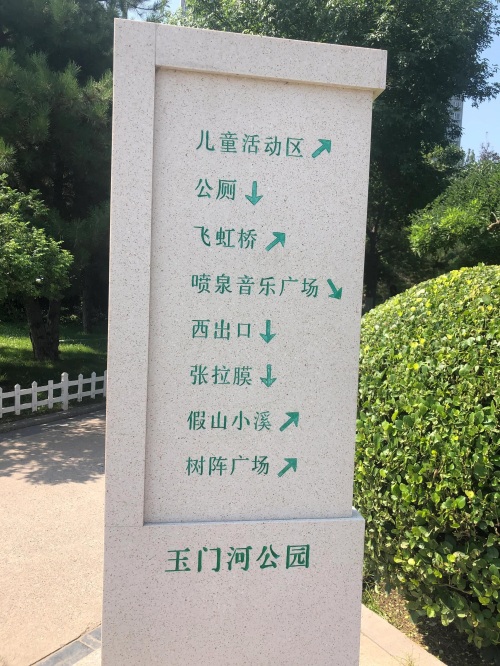 儿童活动区↗
公厕↓
飞虹桥↗
喷泉音乐广场↘
西出口↓
张拉膜↓
假山小溪↗
树阵广场↗
玉门河公园